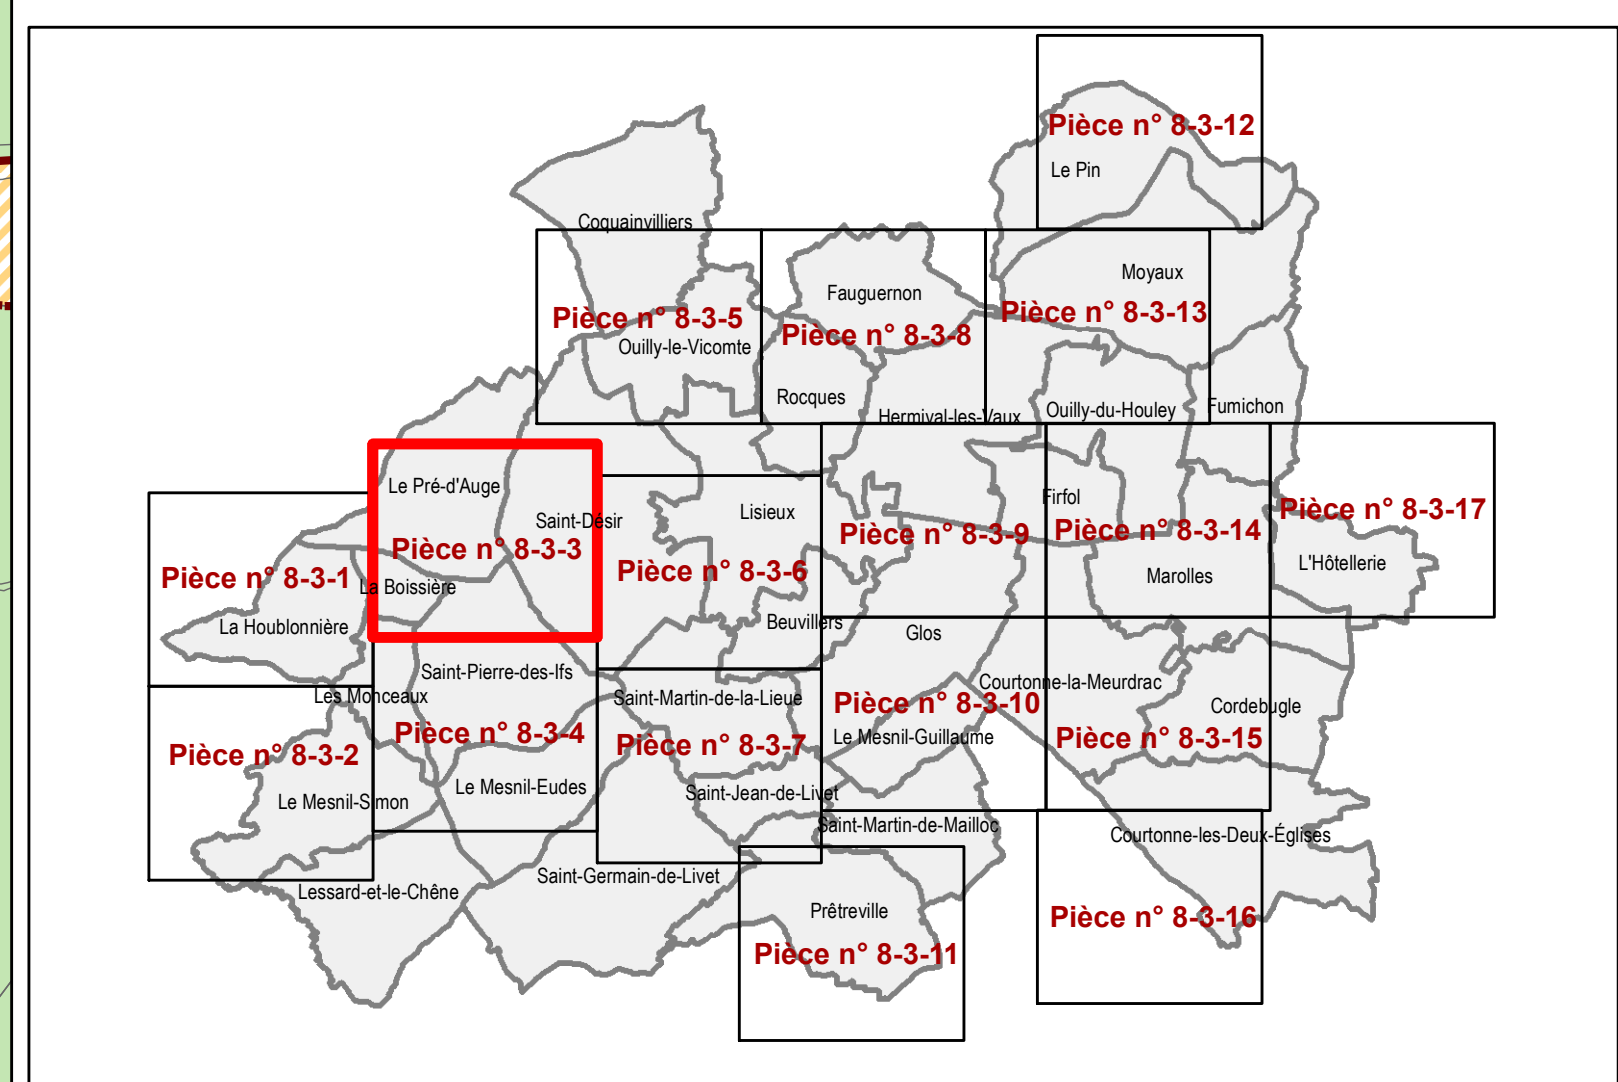 Pièce n° 8-3-12
Le Pin
Coquainvilliers
Moyaux
Fauguernon
Pièce n° 8-3-13
Pièce n° 8-3-5
Pièce n° 8-3-8
Ouilly-le-Vicomte
Rocques
Hermival-les-Vaux
Ouilly-du-Houley
Fumichon
Le Pré-d'Auge
Firfol
Pièce n° 8-3-17
Lisieux
Saint-Désir
Pièce n° 8-3-9
Pièce n° 8-3-14
Pièce n° 8-3-3
L'Hôtellerie
Pièce n° 8-3-6
Marolles
Pièce n° 8-3-1
La Boissière
La Houblonnière
Beuvillers
Glos
Saint-Pierre-des-Ifs
Courtonne-la-Meurdrac
Les Monceaux
Saint-Martin-de-la-Lieue
Pièce n° 8-3-10
Cordebugle
Pièce n° 8-3-4
Le Mesnil-Guillaume
Pièce n° 8-3-15
Pièce n° 8-3-7
Pièce n° 8-3-2
Le Mesnil-Eudes
Saint-Jean-de-Livet
Le Mesnil-Simon
Saint-Martin-de-Mailloc
Courtonne-les-Deux-Églises
Saint-Germain-de-Livet
Lessard-et-le-Chêne
Prêtreville
Pièce n° 8-3-16
Pièce n° 8-3-11